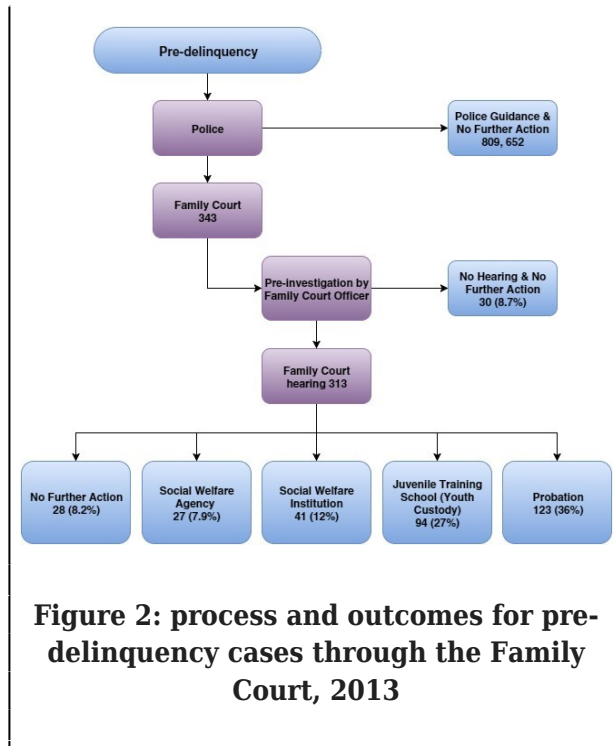 Pre-delinquency
Police
Police Guidance &
No Further Action
809, 652
Family Court
343
Pre-investigation by
Family Court Officer
No Hearing & No
Further Action
30 (8.7%)
Family Court
hearing 313
No Further Action
28 (8.2%)
Social Welfare
Agency
27 (7.9%)
Social Welfare
Institution
41 (12%)
Juvenile Training
School (Youth
Custody)
94 (27%)
Probation
123 (36%)
Figure 2: process and outcomes for pre-
delinquency cases through the Family
Court, 2013